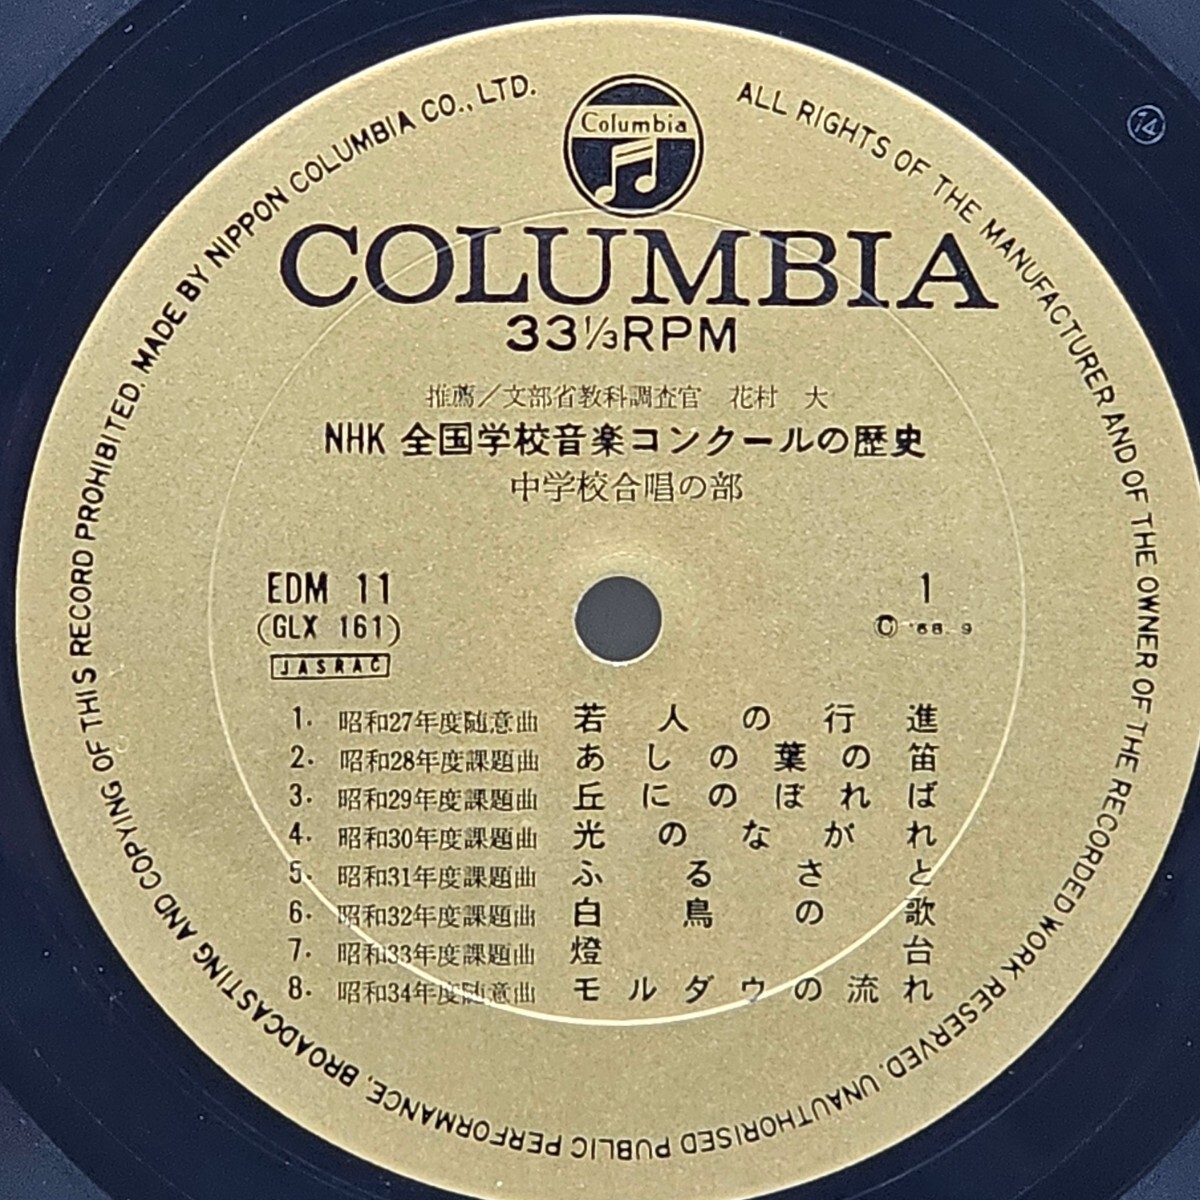 MADE BY NIPPON COLUMBIA CO., LTD.
ALL RIGHTS OF THE MANUFACTURER AND OF THE OWNER OF THE RECORDED WORK RESERVED. UNAUTHORISED PUBLIC PERFORMANCE, BROADCASTING AND COPYING OF THIS RECORD PROHIBITED.
14
Columbia
COLUMBIA
33⅓RPM
推薦／文部省教科調査官 花村 大
NHK 全国学校音楽コンクールの歴史
中学校合唱の部
EDM 11
(GLX 161)
JASRAC
1
Ⓒ '68. 9
1. 昭和27年度随意曲 若人の行進
2. 昭和28年度課題曲 あしの葉の笛
3. 昭和29年度課題曲 丘にのぼれば
4. 昭和30年度課題曲 光のながれ
5. 昭和31年度課題曲 ふるさと
6. 昭和32年度課題曲 白鳥の歌
7. 昭和33年度課題曲 燈台
8. 昭和34年度随意曲 モルダウの流れ